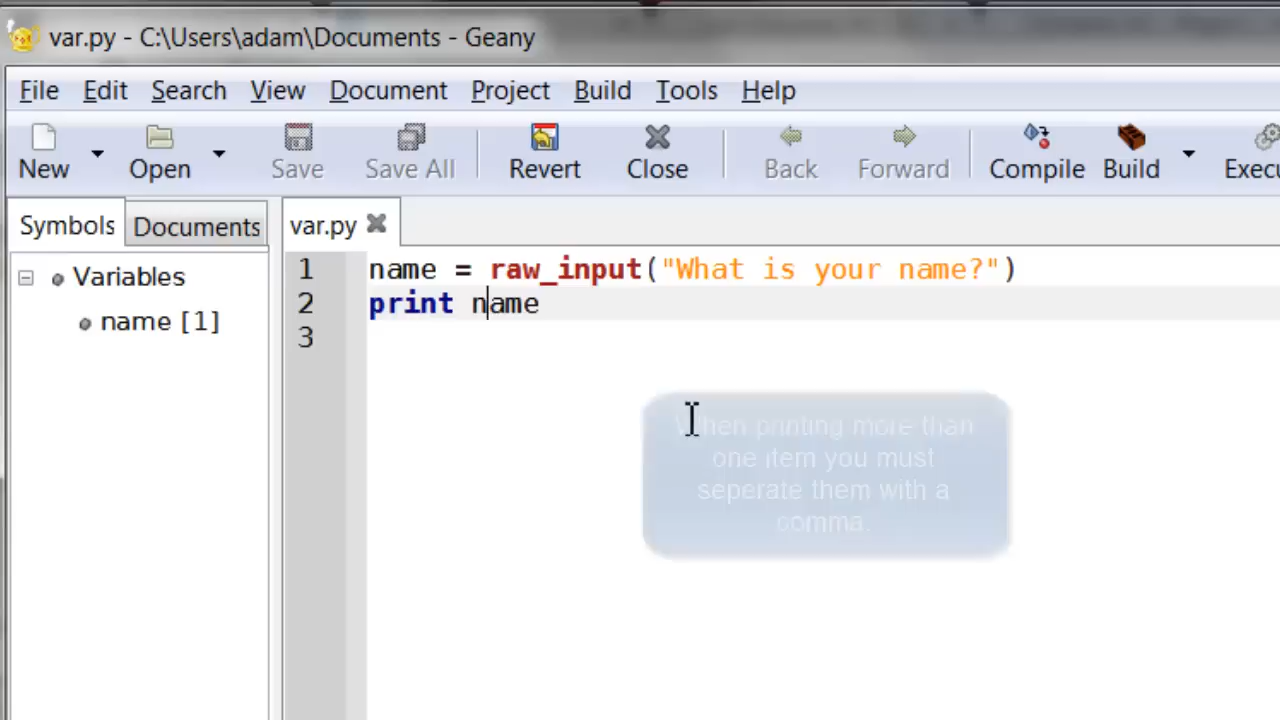 var.py - C:\Users\adam\Documents - Geany
File Edit Search View Document Project Build Tools Help
New Open Save Save All Revert Close Back Forward Compile Build Execu
Symbols Documents var.py
Variables
name [1]
1 name = raw_input("What is your name?")
2 print name
3
When printing more than
one item you must
seperate them with a
comma.